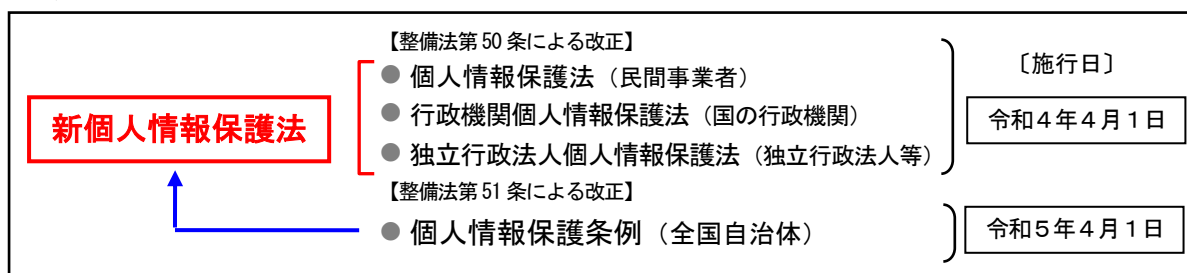 【整備法第50条による改正】
● 個人情報保護法（民間事業者）
〔施行日〕
新個人情報保護法
● 行政機関個人情報保護法（国の行政機関）
令和４年４月１日
● 独立行政法人個人情報保護法（独立行政法人等）
【整備法第51条による改正】
● 個人情報保護条例（全国自治体）
令和５年４月１日